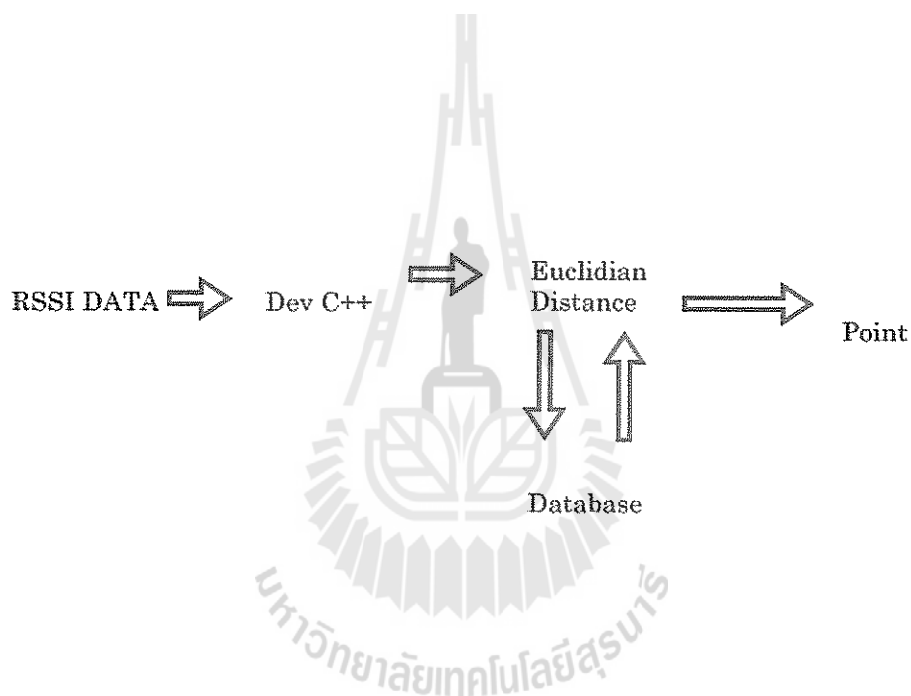 RSSI DATA
Dev C++
Euclidian
Distance
Point
Database
มหาวิทยาลัยเทคโนโลยีสุรนารี